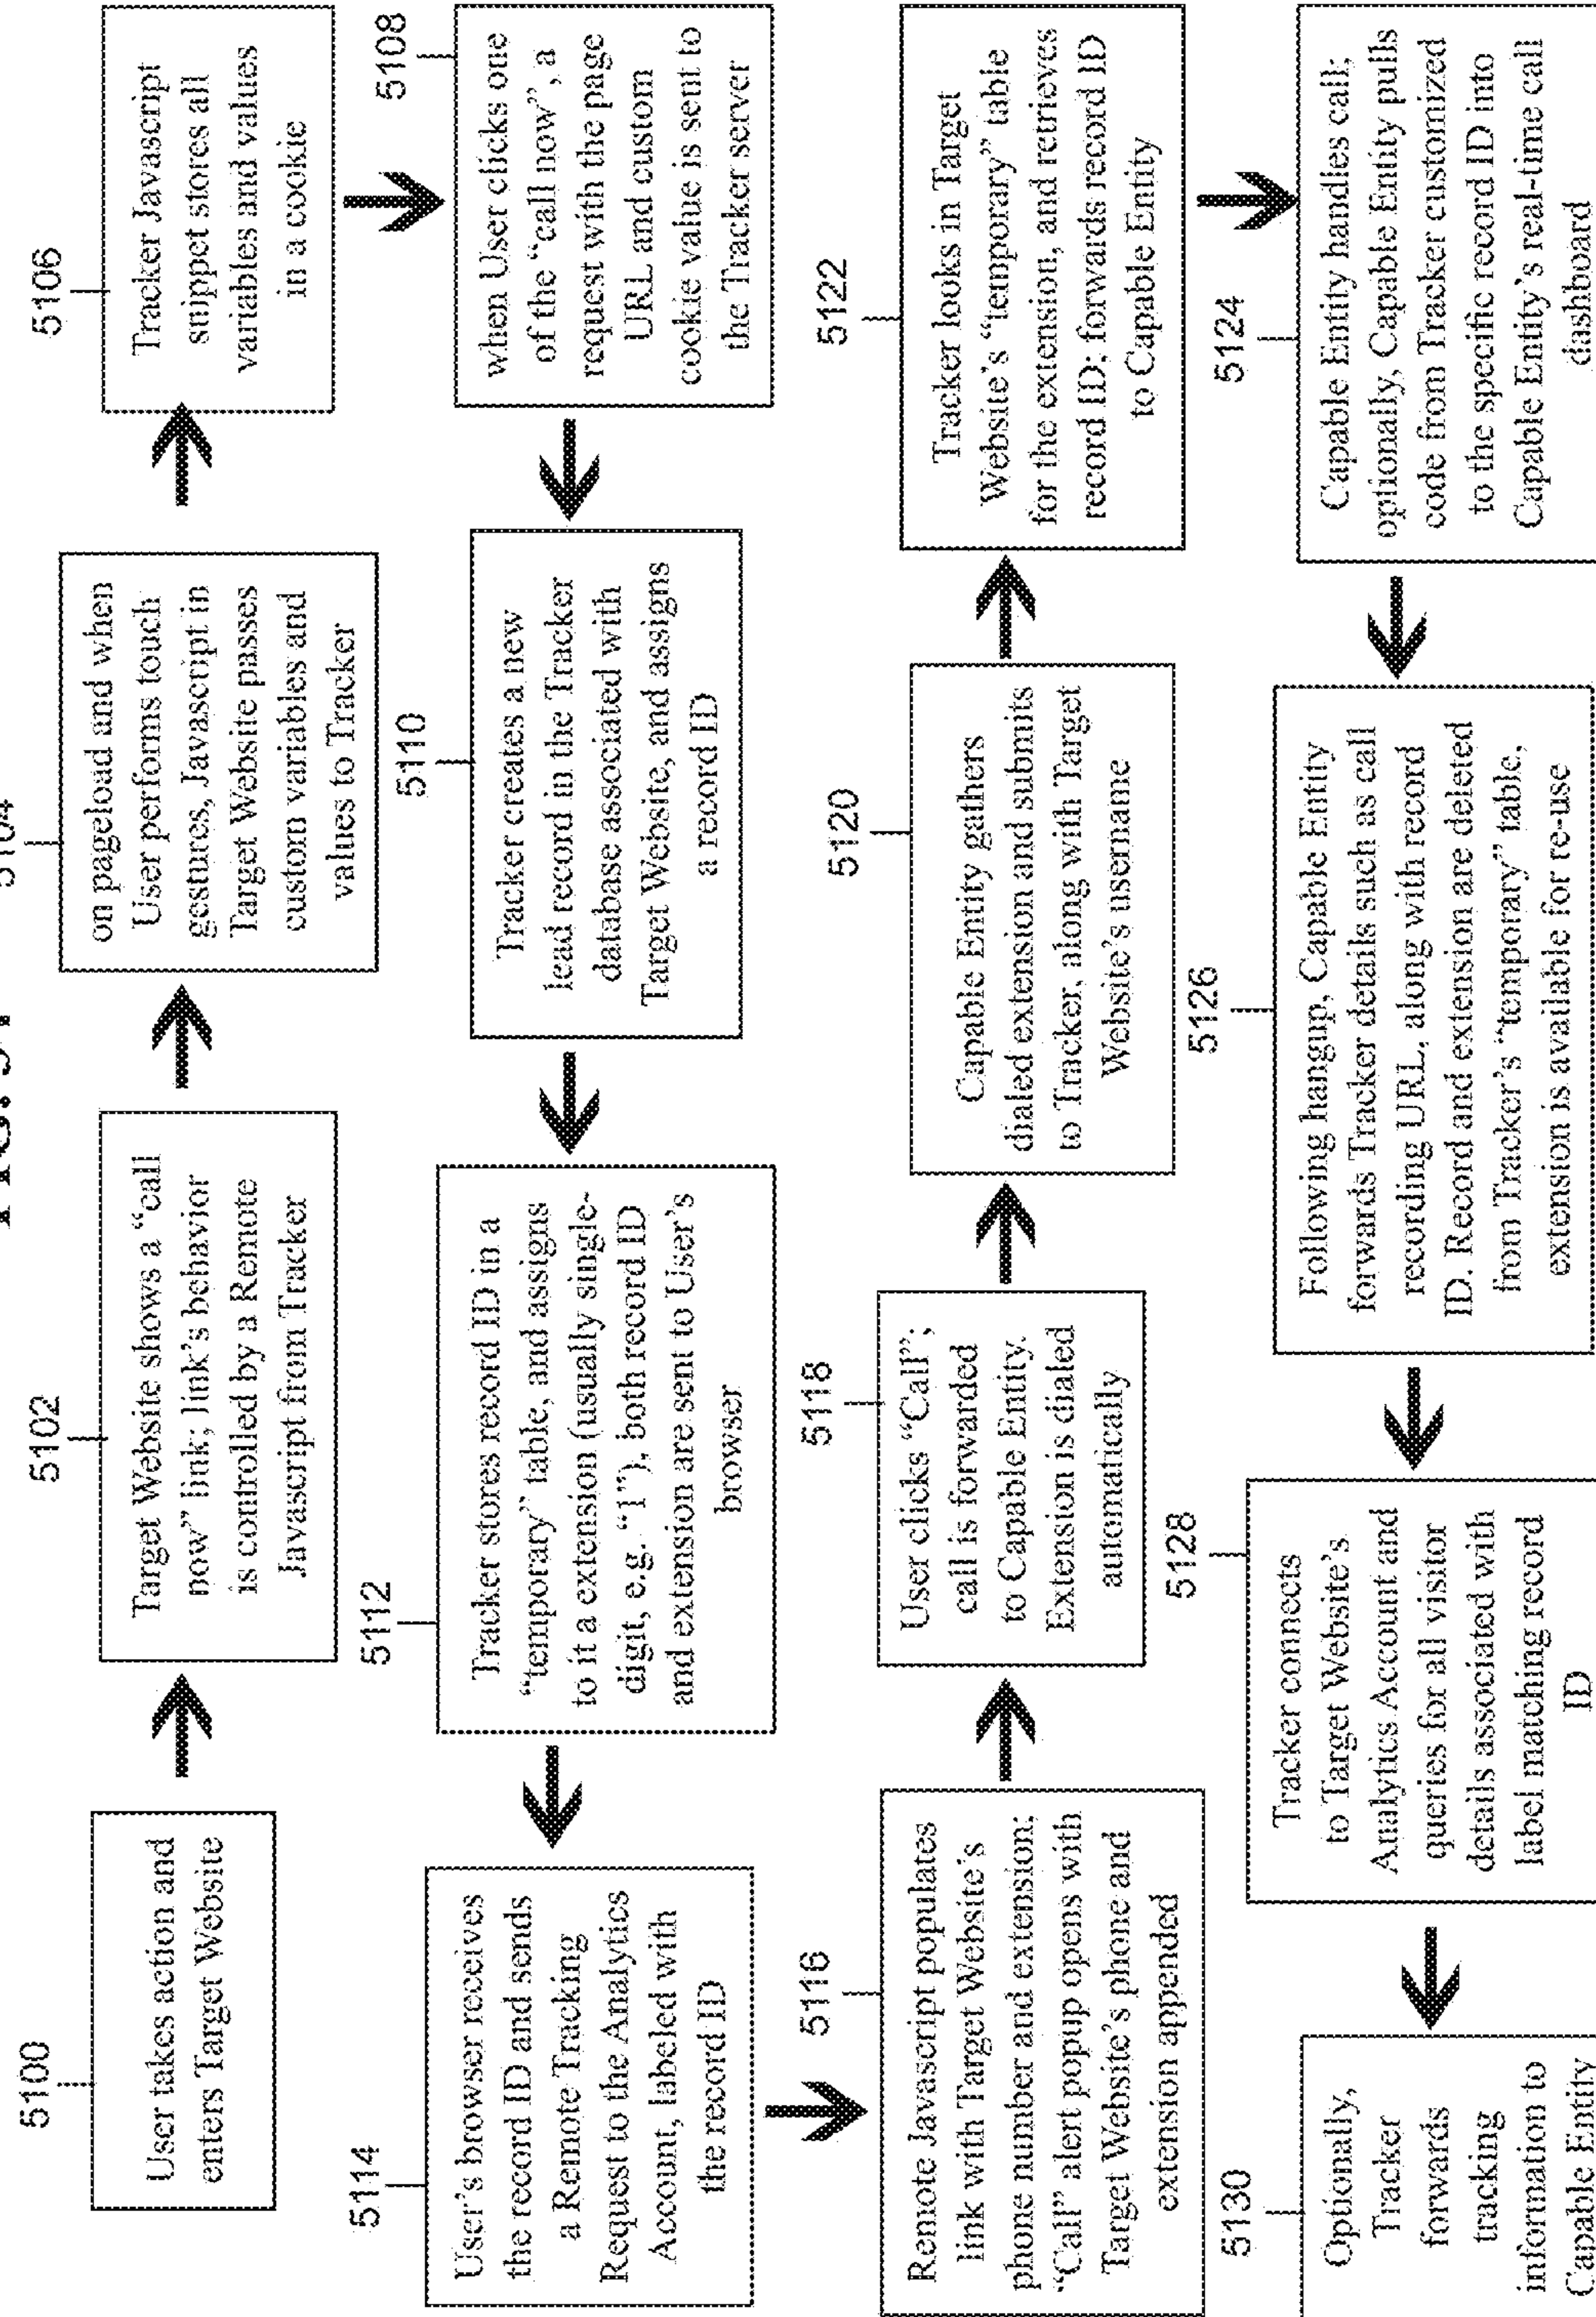 FIG. 51
5100
User takes action and
enters Target Website
5102
Target Website shows a “call
now” link; link’s behavior
is controlled by a Remote
Javascript from Tracker
5104
on pageload and when
User performs touch
gestures, Javascript in
Target Website passes
custom variables and
values to Tracker
5106
Tracker Javascript
snippet stores all
variables and values
in a cookie
5108
when User clicks one
of the “call now”, a
request with the page
URL and custom
cookie value is sent to
the Tracker server
5110
Tracker creates a new
lead record in the Tracker
database associated with
Target Website, and assigns
a record ID
5112
Tracker stores record ID in a
“temporary” table, and assigns
to it a extension (usually single-
digit, e.g. “1”), both record ID
and extension are sent to User’s
browser
5114
User’s browser receives
the record ID and sends
a Remote Tracking
Request to the Analytics
Account, labeled with
the record ID
5116
Remote Javascript populates
link with Target Website’s
phone number and extension;
“Call” alert popup opens with
Target Website’s phone and
extension appended
5118
User clicks “Call”;
call is forwarded
to Capable Entity.
Extension is dialed
automatically
5120
Capable Entity gathers
dialed extension and submits
to Tracker, along with Target
Website’s username
5122
Tracker looks in Target
Website’s “temporary” table
for the extension, and retrieves
record ID; forwards record ID
to Capable Entity
5124
Capable Entity handles call;
optionally, Capable Entity pulls
code from Tracker customized
to the specific record ID into
Capable Entity’s real-time call
dashboard
5126
Following hangup, Capable Entity
forwards Tracker details such as call
recording URL, along with record
ID. Record and extension are deleted
from Tracker’s “temporary” table,
extension is available for re-use
5128
Tracker connects
to Target Website’s
Analytics Account and
queries for all visitor
details associated with
label matching record
ID
5130
Optionally,
Tracker
forwards
tracking
information to
Capable Entity